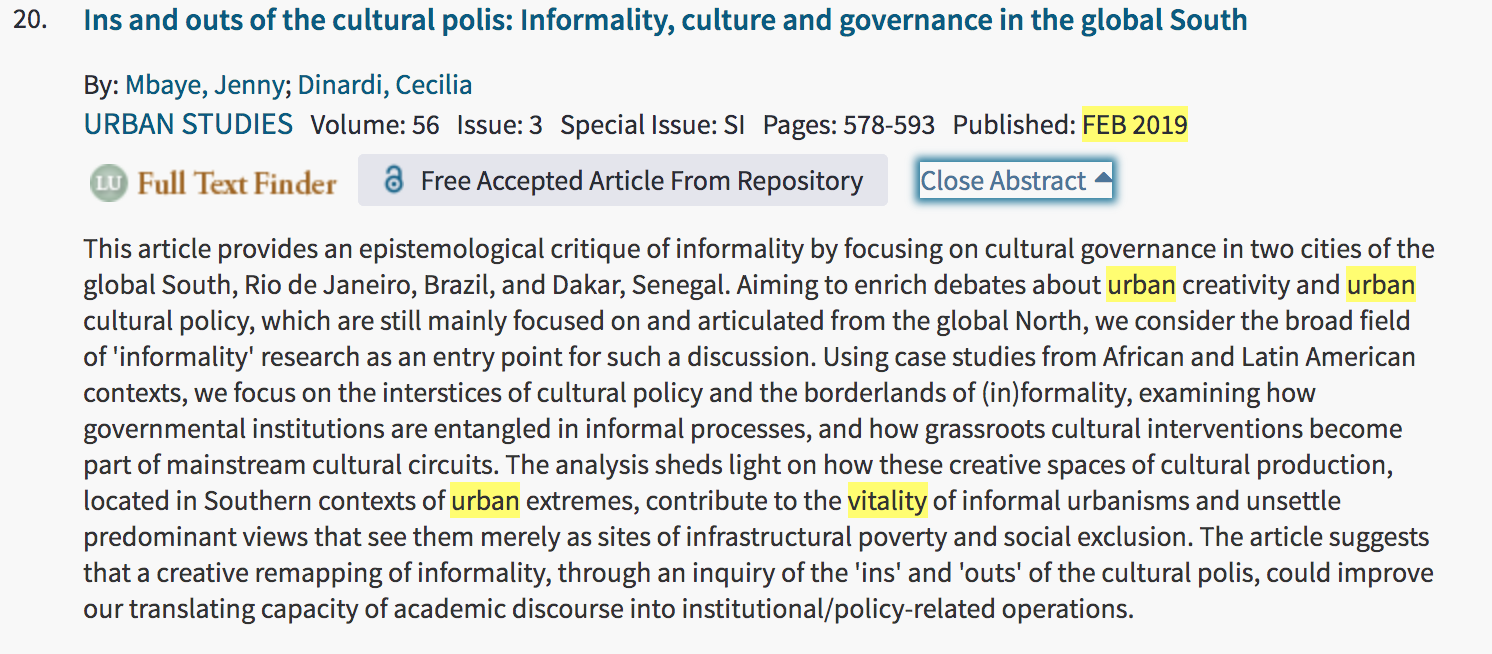 20. Ins and outs of the cultural polis: Informality, culture and governance in the global South
By: Mbaye, Jenny; Dinardi, Cecilia
URBAN STUDIES Volume: 56 Issue: 3 Special Issue: SI Pages: 578-593 Published: FEB 2019
LU Full Text Finder Free Accepted Article From Repository Close Abstract
This article provides an epistemological critique of informality by focusing on cultural governance in two cities of the
global South, Rio de Janeiro, Brazil, and Dakar, Senegal. Aiming to enrich debates about urban creativity and urban
cultural policy, which are still mainly focused on and articulated from the global North, we consider the broad field
of 'informality' research as an entry point for such a discussion. Using case studies from African and Latin American
contexts, we focus on the interstices of cultural policy and the borderlands of (in)formality, examining how
governmental institutions are entangled in informal processes, and how grassroots cultural interventions become
part of mainstream cultural circuits. The analysis sheds light on how these creative spaces of cultural production,
located in Southern contexts of urban extremes, contribute to the vitality of informal urbanisms and unsettle
predominant views that see them merely as sites of infrastructural poverty and social exclusion. The article suggests
that a creative remapping of informality, through an inquiry of the 'ins' and 'outs' of the cultural polis, could improve
our translating capacity of academic discourse into institutional/policy-related operations.